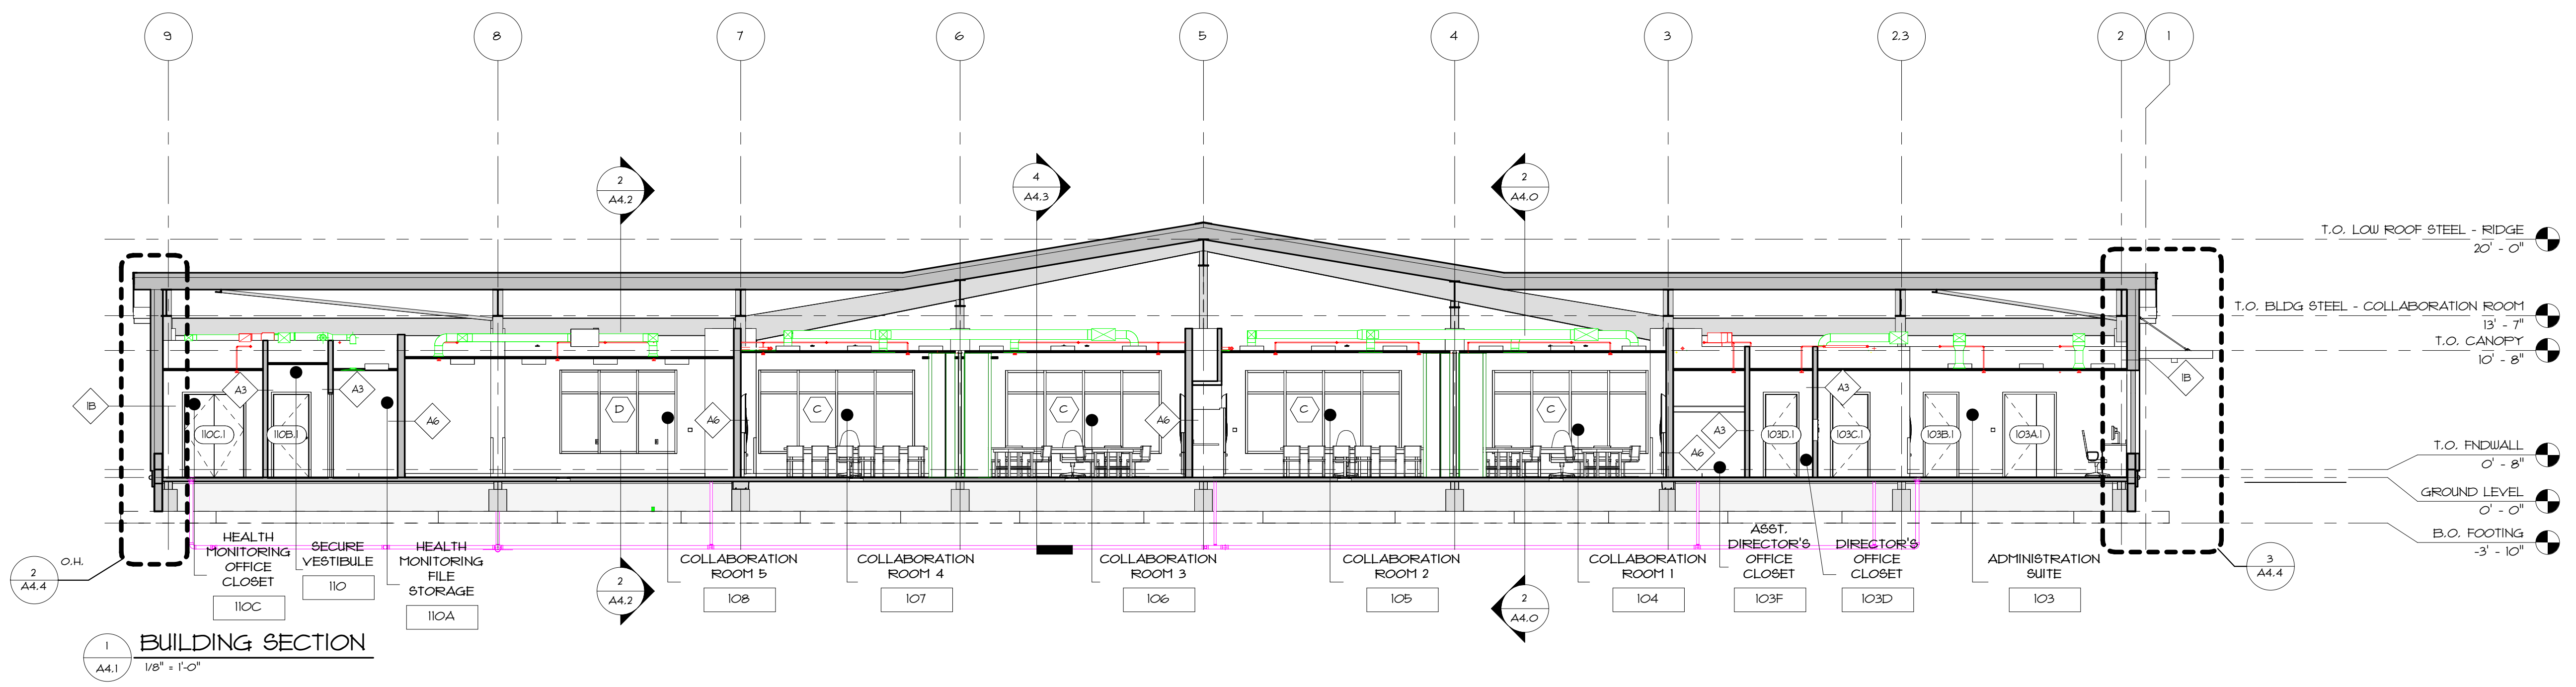 9
8
7
6
5
4
3
2.3
2
1
2
A4.2
4
A4.3
2
A4.0
T.O. LOW ROOF STEEL - RIDGE
20' - 0"
T.O. BLDG STEEL - COLLABORATION ROOM
13' - 7"
T.O. CANOPY
10' - 8"
1B
A3
A3
A6
D
A6
C
C
A6
C
C
A3
A6
A3
1B
110C.1
110B.1
103D.1
103C.1
103B.1
103A.1
T.O. FNDWALL
0' - 8"
GROUND LEVEL
0' - 0"
B.O. FOOTING
-3' - 10"
2
A4.4
O.H.
HEALTH
MONITORING
OFFICE
CLOSET
110C
SECURE
VESTIBULE
110
HEALTH
MONITORING
FILE
STORAGE
110A
2
A4.2
COLLABORATION
ROOM 5
108
COLLABORATION
ROOM 4
107
COLLABORATION
ROOM 3
106
COLLABORATION
ROOM 2
105
2
A4.0
COLLABORATION
ROOM 1
104
ASST.
DIRECTOR'S
OFFICE
CLOSET
103F
DIRECTOR'S
OFFICE
CLOSET
103D
ADMINISTRATION
SUITE
103
3
A4.4
1
A4.1
BUILDING SECTION
1/8" = 1'-0"